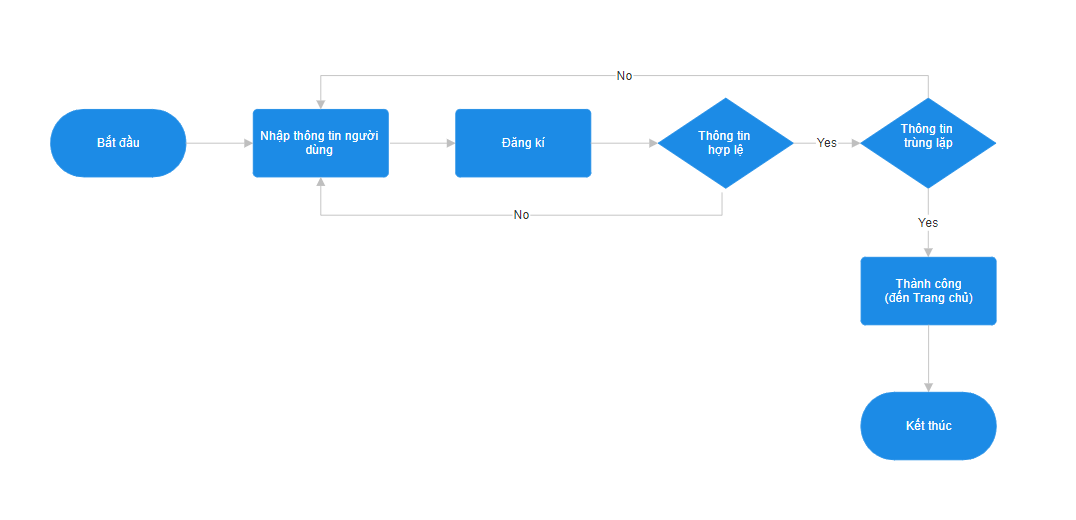 No
Bắt đầu
Nhập thông tin người
dùng
Đăng kí
Thông tin
hợp lệ
Yes
Thông tin
trùng lặp
No
Yes
Thành công
(đến Trang chủ)
Kết thúc